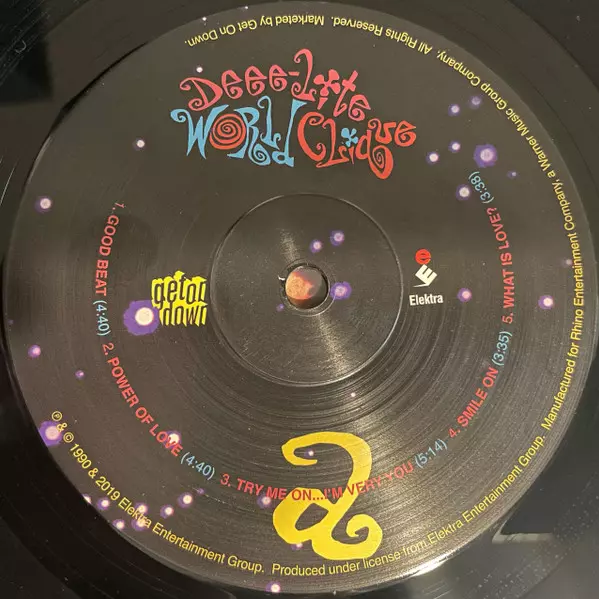 Deee-Lite
WORLD CLIQUE
1. GOOD BEAT (4:40)
2. POWER OF LOVE (4:40)
3. TRY ME ON...I'M VERY YOU (5:14)
4. SMILE ON (3:35)
5. WHAT IS LOVE? (3:38)
get on
down
e
Elektra
a
℗ & © 1990 & 2019 Elektra Entertainment Group. Produced under license from Elektra Entertainment Group. Manufactured for Rhino Entertainment Company, a Warner Music Group Company. All Rights Reserved. Marketed by Get On Down.